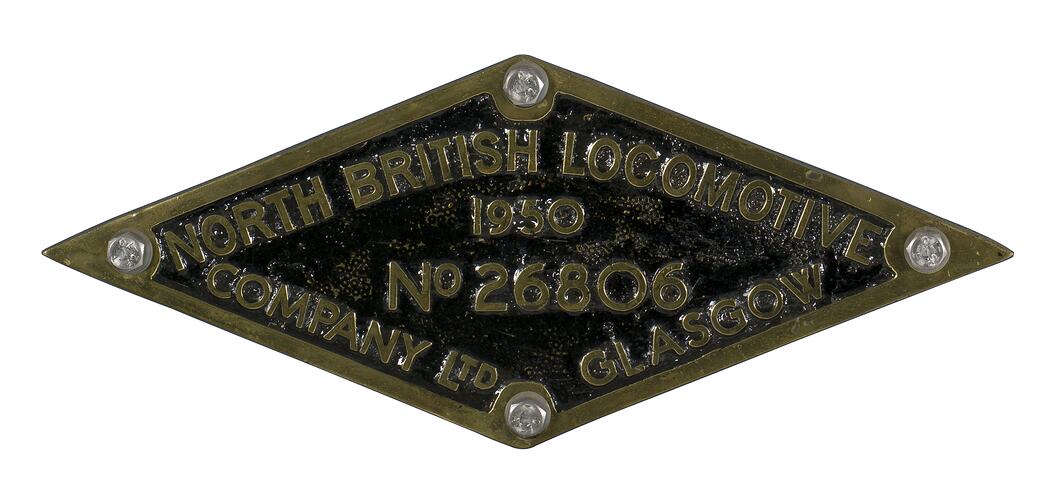 NORTH BRITISH LOCOMOTIVE
1950
No 26806
COMPANY LTD GLASGOW